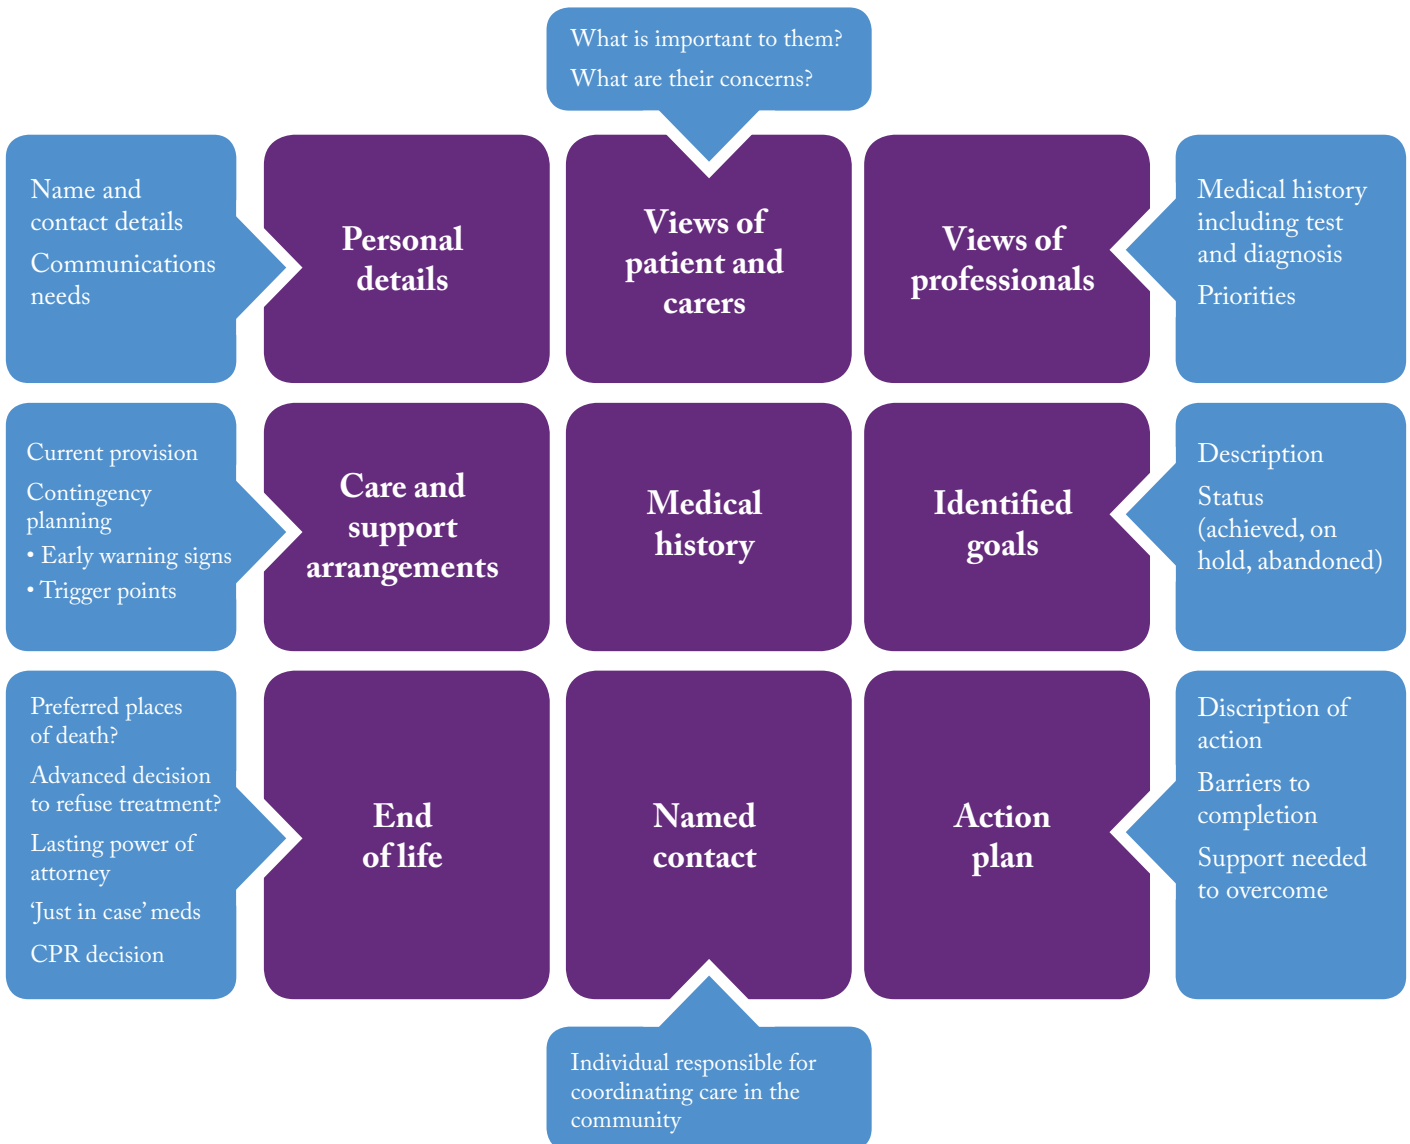 What is important to them?
What are their concerns?
Name and
contact details
Communications
needs
Personal
details
Views of
patient and
carers
Views of
professionals
Medical history
including test
and diagnosis
Priorities
Current provision
Contingency
planning
• Early warning signs
• Trigger points
Care and
support
arrangements
Medical
history
Identified
goals
Description
Status
(achieved, on
hold, abandoned)
Preferred places
of death?
Advanced decision
to refuse treatment?
Lasting power of
attorney
‘Just in case’ meds
CPR decision
End
of life
Named
contact
Action
plan
Discription of
action
Barriers to
completion
Support needed
to overcome
Individual responsible for
coordinating care in the
community